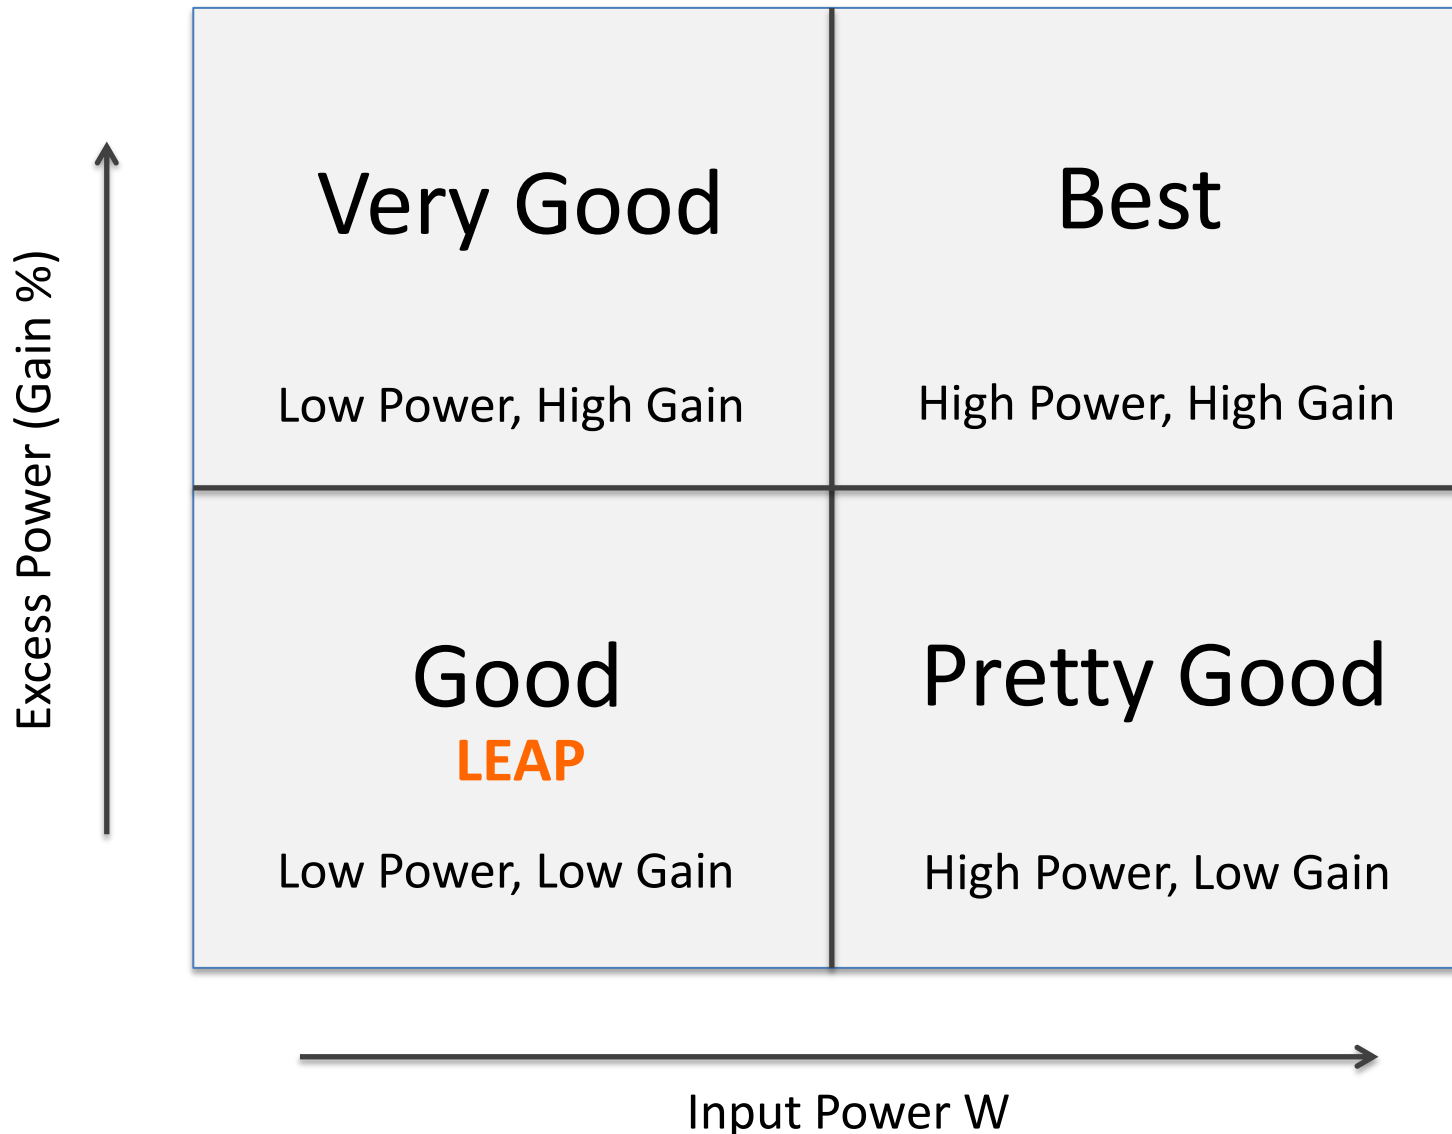 Excess Power (Gain %)
Very Good
Low Power, High Gain
Best
High Power, High Gain
Good
LEAP
Low Power, Low Gain
Pretty Good
High Power, Low Gain
Input Power W